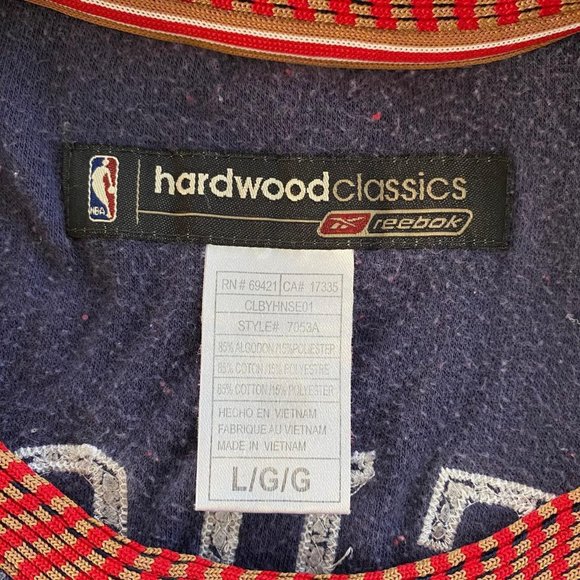 hardwoodclassics
NBA
reebok
RN # 69421 CA# 17335
CLBYHNSE01
STYLE# 7053A
85% ALGODON /15%POLIESTER
85% COTON /15% POLYESTRE
85% COTTON /15% POLYESTER
HECHO EN VIETNAM
FABRIQUE AU VIETNAM
MADE IN VIETNAM
L/G/G